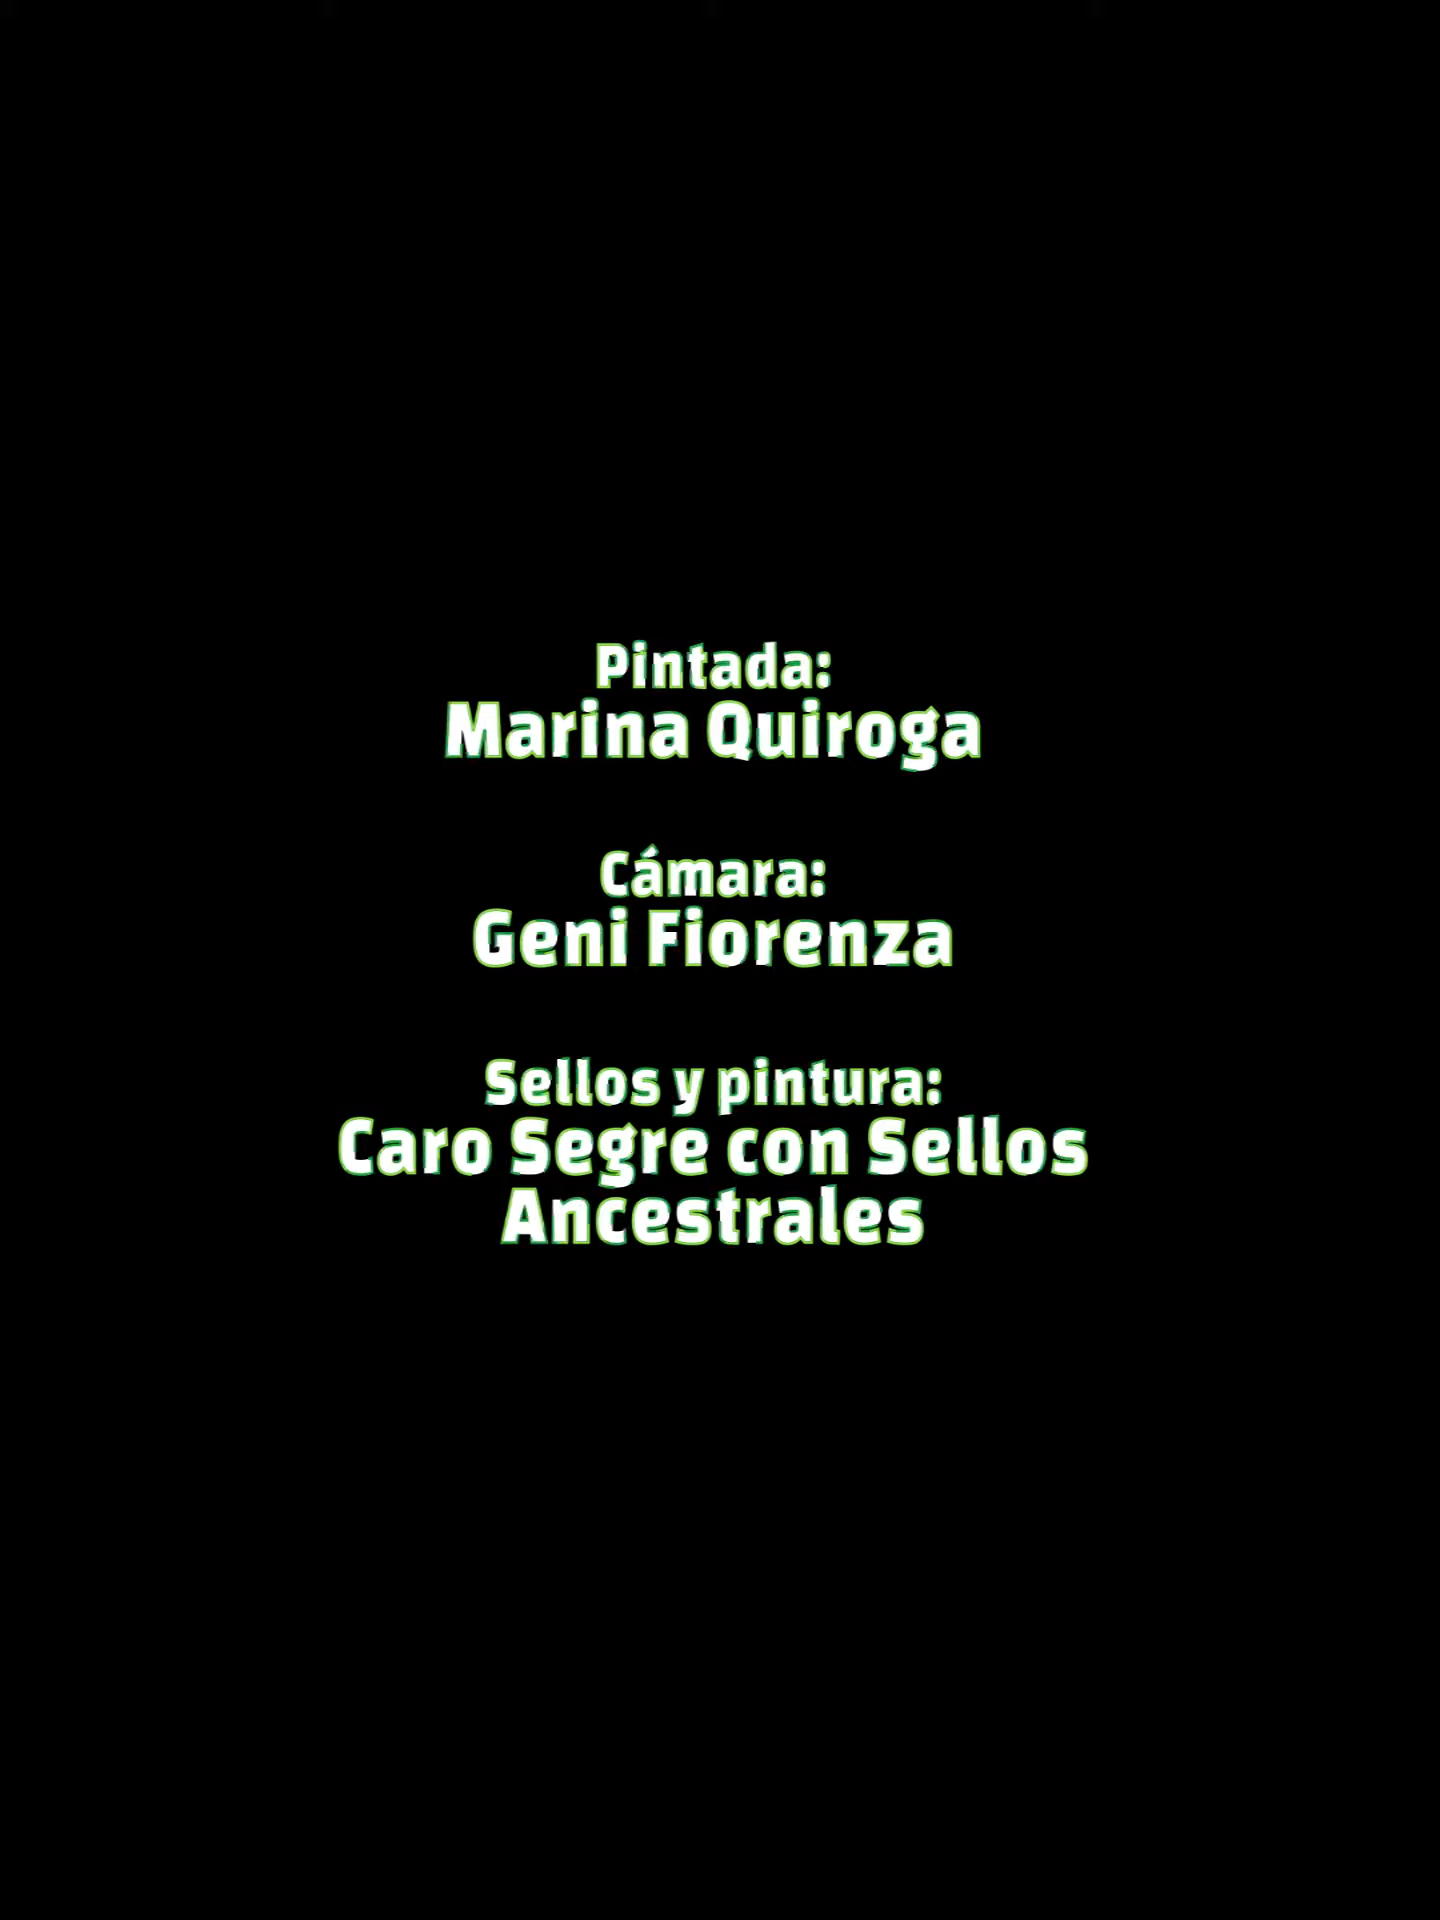 Pintada:
Marina Quiroga
Cámara:
Geni Fiorenza
Sellos y pintura:
Caro Segre con Sellos
Ancestrales